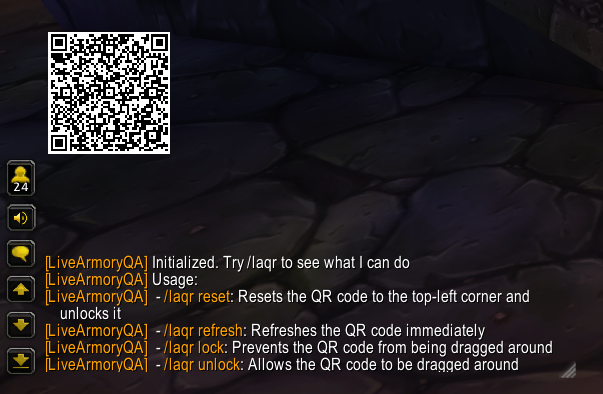 24
[LiveArmoryQA] Initialized. Try /laqr to see what I can do
[LiveArmoryQA] Usage:
[LiveArmoryQA]  - /laqr reset: Resets the QR code to the top-left corner and
unlocks it
[LiveArmoryQA]  - /laqr refresh: Refreshes the QR code immediately
[LiveArmoryQA]  - /laqr lock: Prevents the QR code from being dragged around
[LiveArmoryQA]  - /laqr unlock: Allows the QR code to be dragged around